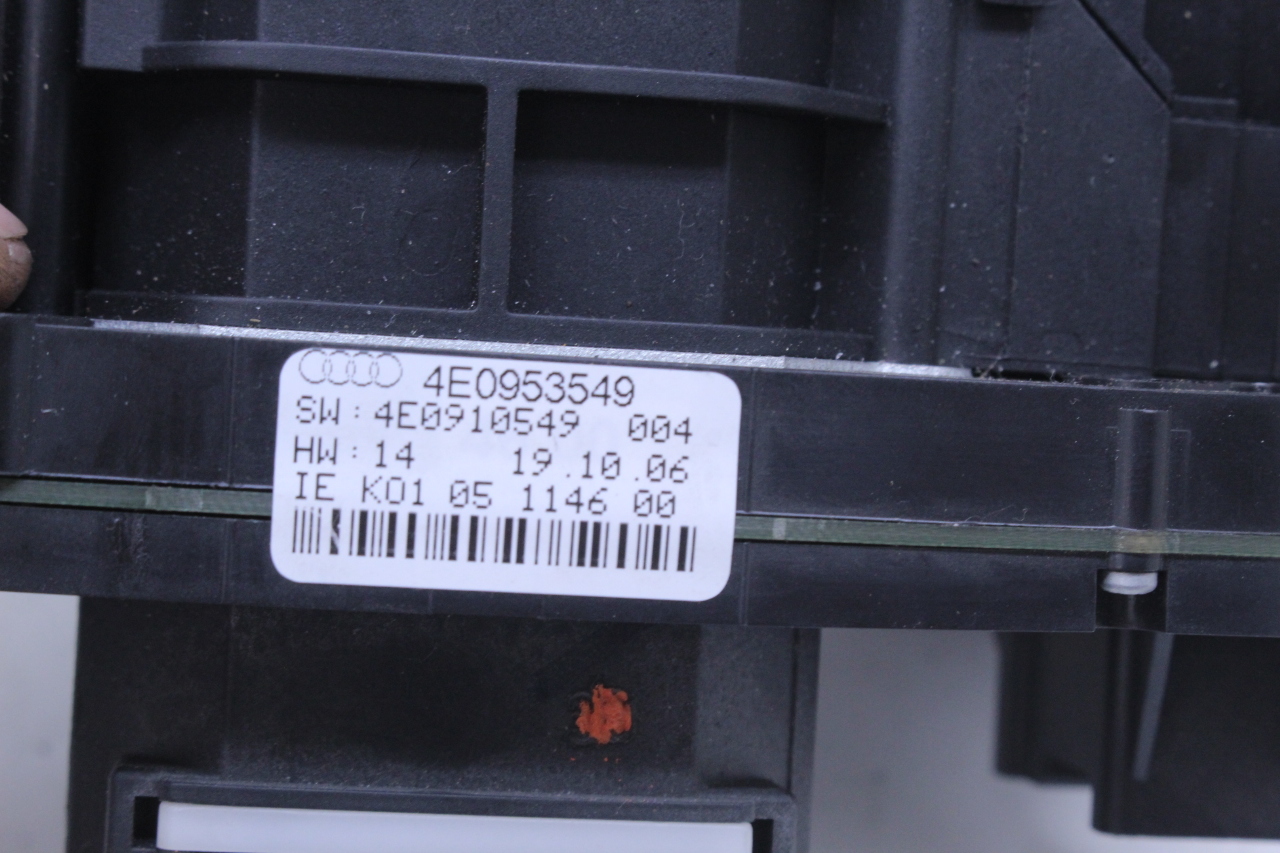 4E0953549
SW: 4E0910549 004
HW: 14 19.10.06
IE K01 05 1146 00